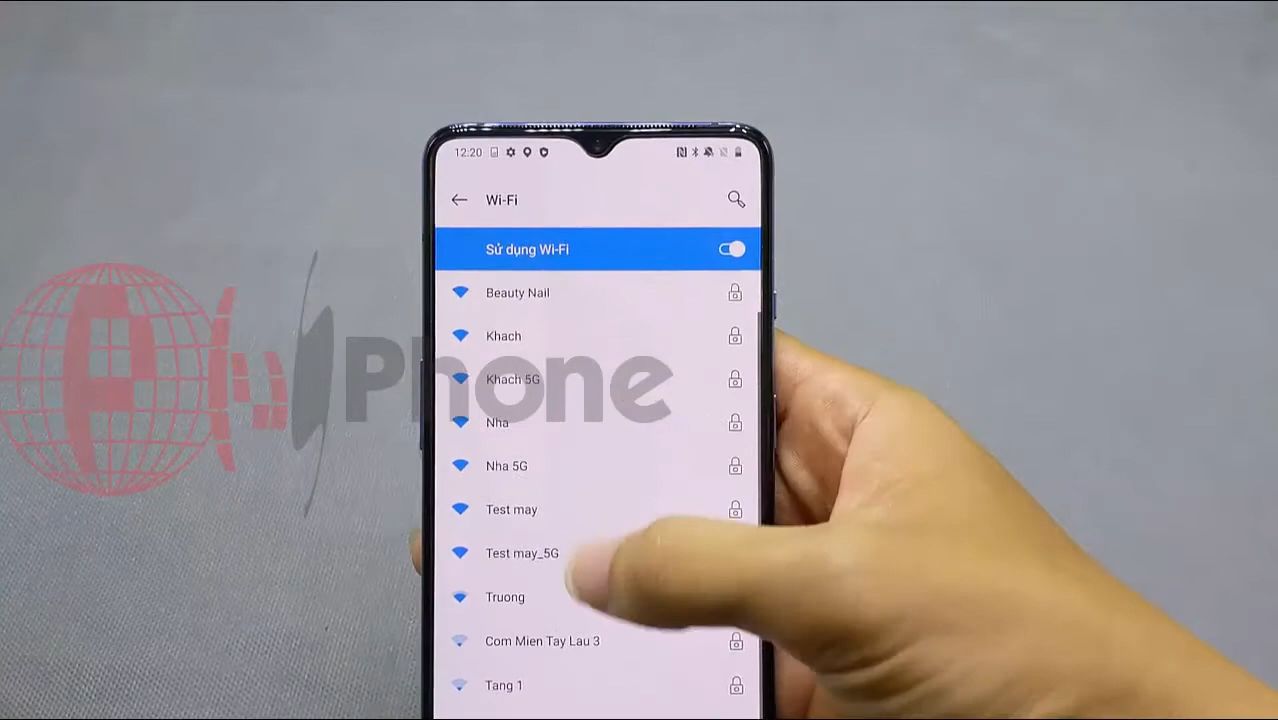 12.20
Wi-Fi
Sử dụng Wi-Fi
Beauty Nail
Khach
Khach 5G
Phone
Nha
Nha 5G
Test may
Test may_5G
Truong
Com Mien Tay Lau 3
Tang 1